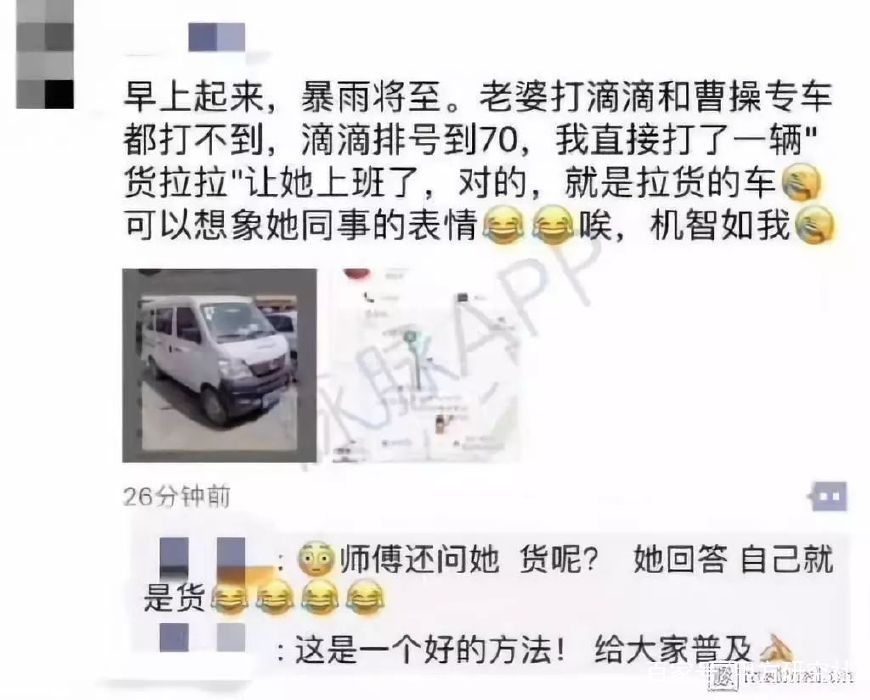 早上起来，暴雨将至。老婆打滴滴和曹操专车
都打不到，滴滴排号到70，我直接打了一辆"
货拉拉"让她上班了，对的，就是拉货的车
可以想象她同事的表情😂😂唉，机智如我
脉脉APP
26分钟前
：😳师傅还问她 货呢？ 她回答 自己就
是货😂😂😂😂
：这是一个好的方法！ 给大家普及